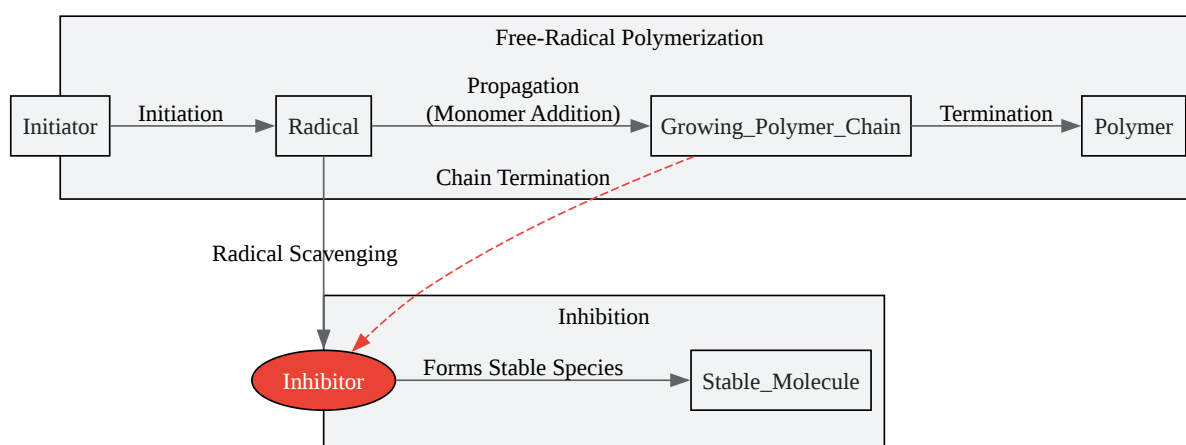 Free-Radical Polymerization
Initiator
Initiation
Radical
Propagation
(Monomer Addition)
Growing_Polymer_Chain
Termination
Polymer
Chain Termination
Radical Scavenging
Inhibition
Inhibitor
Forms Stable Species
Stable_Molecule